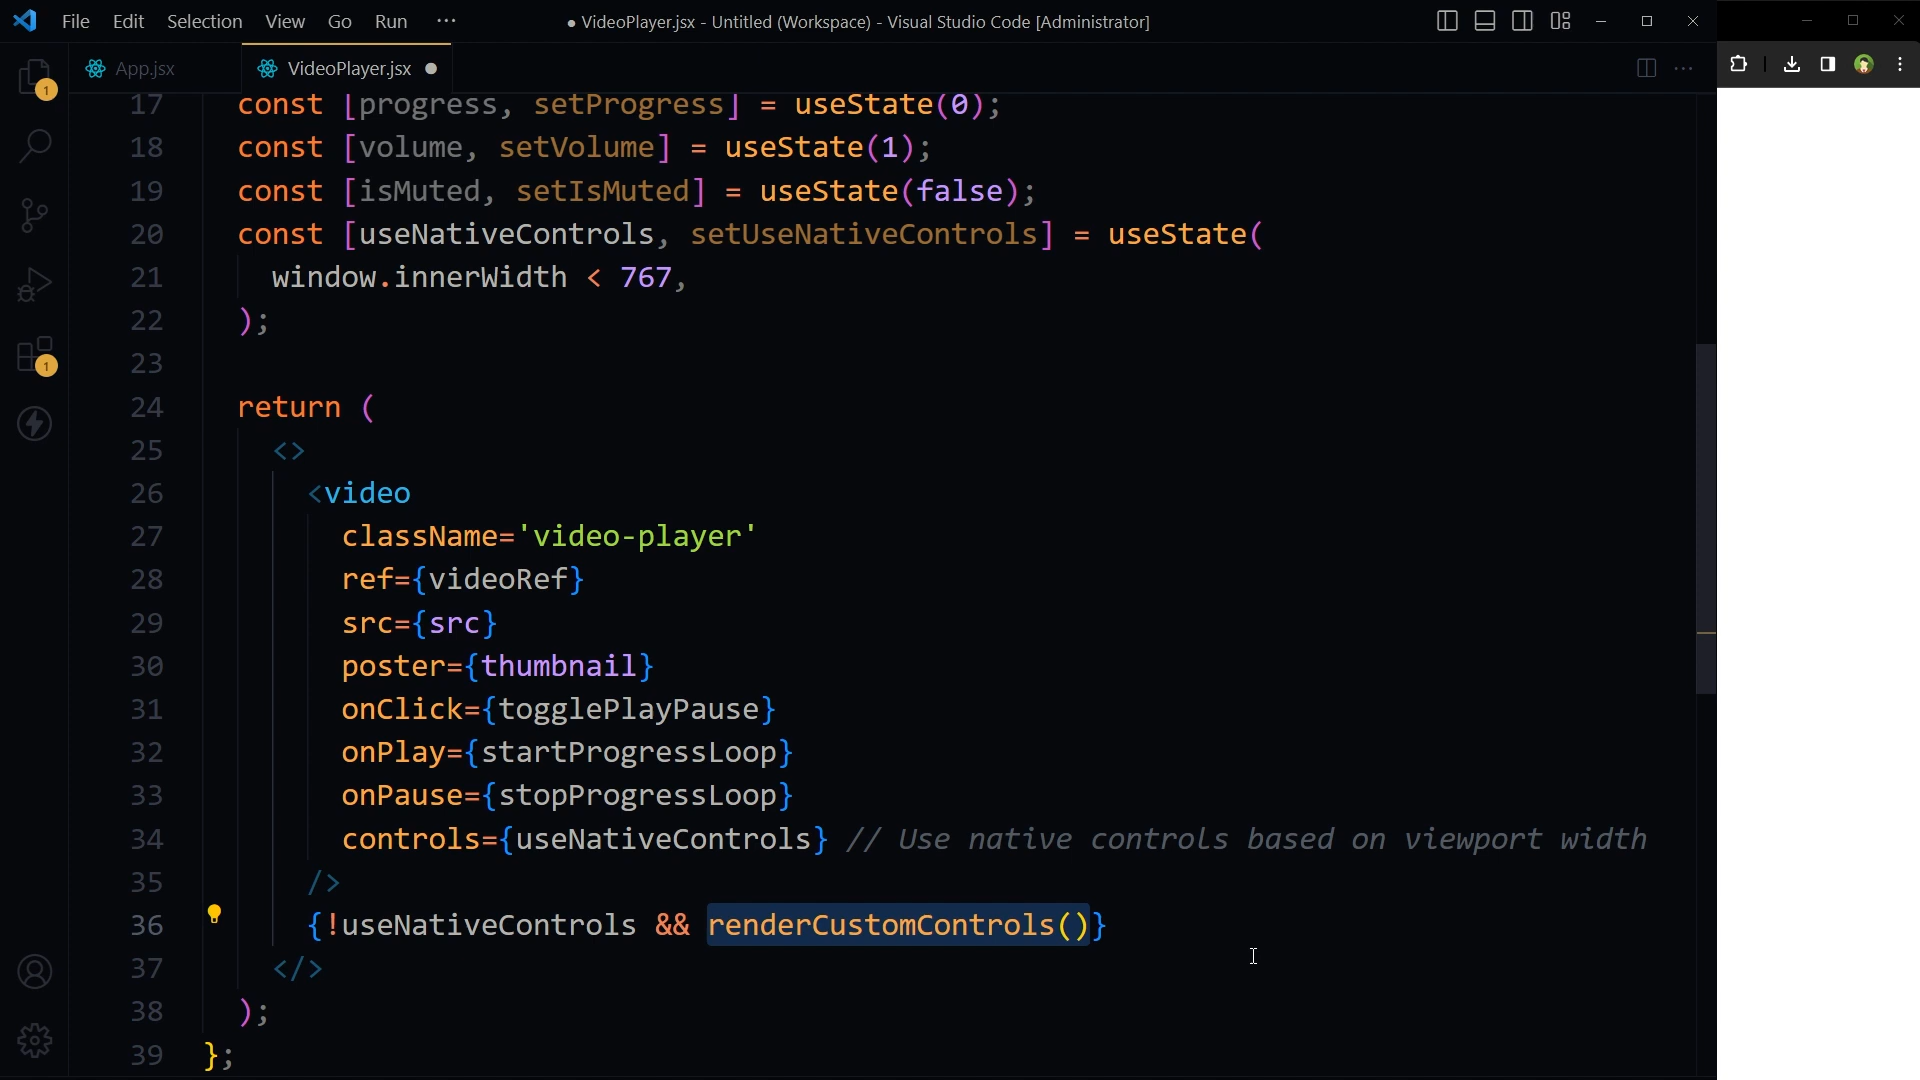 File Edit Selection View Go Run ··· ● VideoPlayer.jsx - Untitled (Workspace) - Visual Studio Code [Administrator]
App.jsx VideoPlayer.jsx ●
1
1
17 const [progress, setProgress] = useState(0);
18 const [volume, setVolume] = useState(1);
19 const [isMuted, setIsMuted] = useState(false);
20 const [useNativeControls, setUseNativeControls] = useState(
21 window.innerWidth < 767,
22 );
23
24 return (
25 <>
26 <video
27 className='video-player'
28 ref={videoRef}
29 src={src}
30 poster={thumbnail}
31 onClick={togglePlayPause}
32 onPlay={startProgressLoop}
33 onPause={stopProgressLoop}
34 controls={useNativeControls} // Use native controls based on viewport width
35 />
36 {!useNativeControls && renderCustomControls()}
37 </>
38 );
39 };